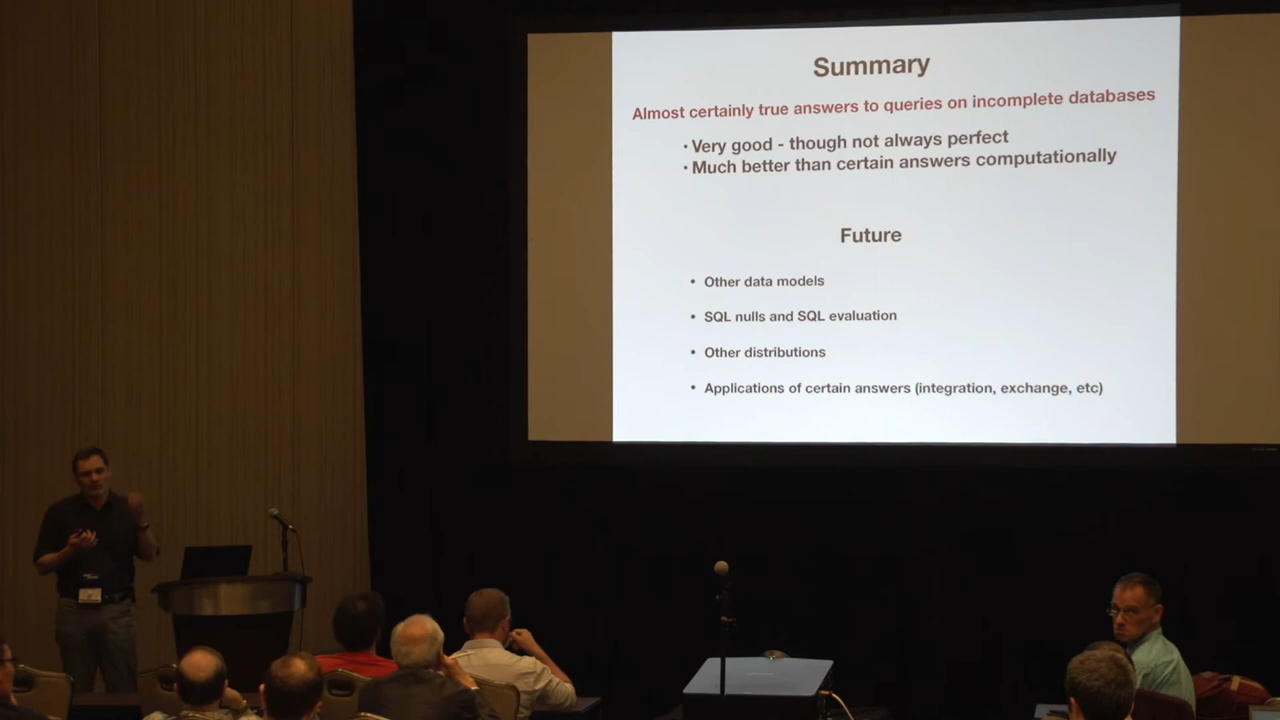 Summary
Almost certainly true answers to queries on incomplete databases
• Very good - though not always perfect
• Much better than certain answers computationally
Future
• Other data models
• SQL nulls and SQL evaluation
• Other distributions
• Applications of certain answers (integration, exchange, etc)